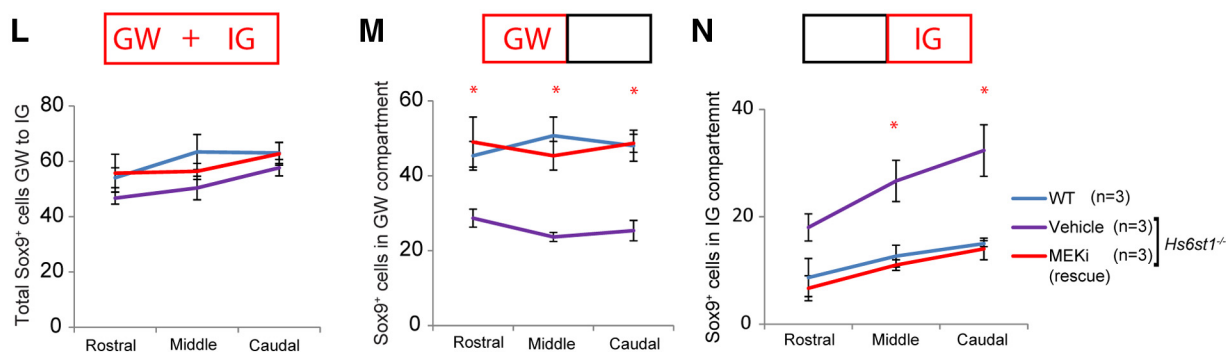 L
GW + IG
Total Sox9⁺ cells GW to IG
80
60
40
20
0
Rostral Middle Caudal
M
GW
Sox9⁺ cells in GW compartment
60
40
20
0
* * *
Rostral Middle Caudal
N
IG
Sox9⁺ cells in IG compartemnt
40
20
0
* *
Rostral Middle Caudal
WT (n=3)
Vehicle (n=3)
MEKi (n=3)
(rescue)
Hs6st1⁻/⁻